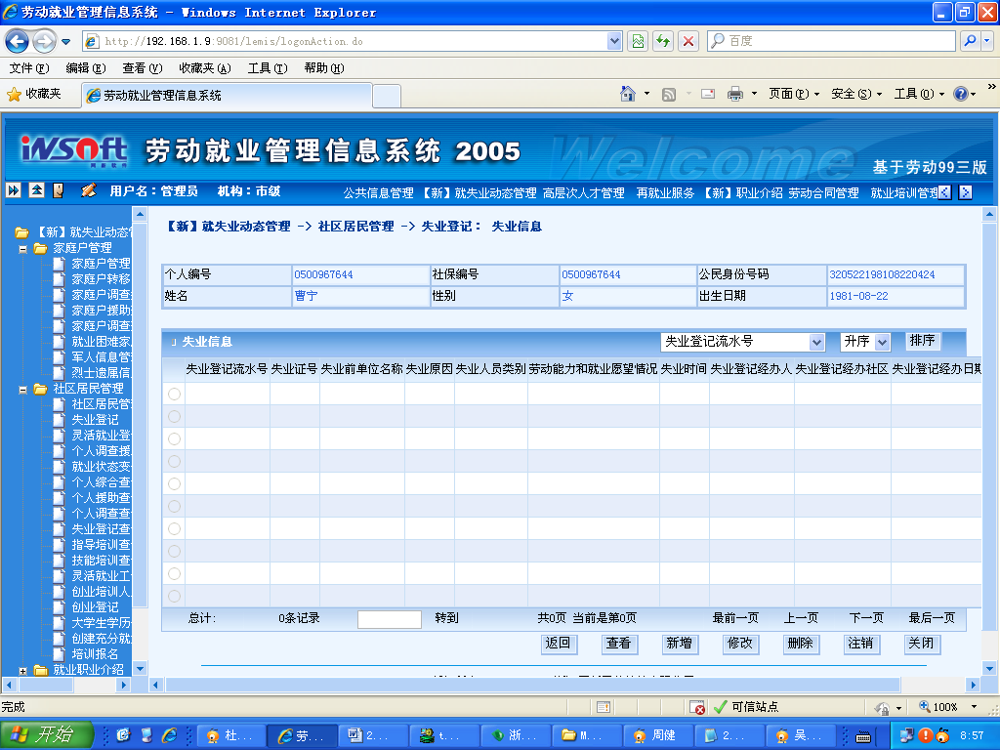 劳动就业管理信息系统 - Windows Internet Explorer
http://192.168.1.9:9081/lemis/logonAction.do
百度
文件(F) 编辑(E) 查看(V) 收藏夹(A) 工具(T) 帮助(H)
收藏夹 劳动就业管理信息系统
页面(P) 安全(S) 工具(O)
iNSoft 劳动就业管理信息系统 2005
Welcome
基于劳动99三版
用户名：管理员 机构：市级
公共信息管理 【新】就失业动态管理 高层次人才管理 再就业服务 【新】职业介绍 劳动合同管理 就业培训管理
【新】就失业动态管理 -> 社区居民管理 -> 失业登记： 失业信息
【新】就失业动态管
家庭户管理
家庭户管理
家庭户转移
家庭户调查
家庭户援助
家庭户调查
就业困难家
军人信息管
烈士遗属信
社区居民管理
社区居民管
失业登记
灵活就业登
个人调查援
就业状态变
个人综合查
个人援助查
个人调查查
失业登记查
指导培训查
技能培训查
灵活就业工
创业培训人
创业登记
大学生学历
创建充分就
培训报名
就业职业介绍
个人编号 0500967644 社保编号 0500967644 公民身份号码 320522198108220424
姓名 曹宁 性别 女 出生日期 1981-08-22
失业信息 失业登记流水号 升序 排序
失业登记流水号 失业证号 失业前单位名称 失业原因 失业人员类别 劳动能力和就业愿望情况 失业时间 失业登记经办人 失业登记经办社区 失业登记经办日期
总计: 0条记录 转到 共0页 当前是第0页 最前一页 上一页 下一页 最后一页
返回 查看 新增 修改 删除 注销 关闭
完成 可信站点 100%
开始 杜... 劳... 2... t... 浙... M... 周健 2... 吴... 8:57